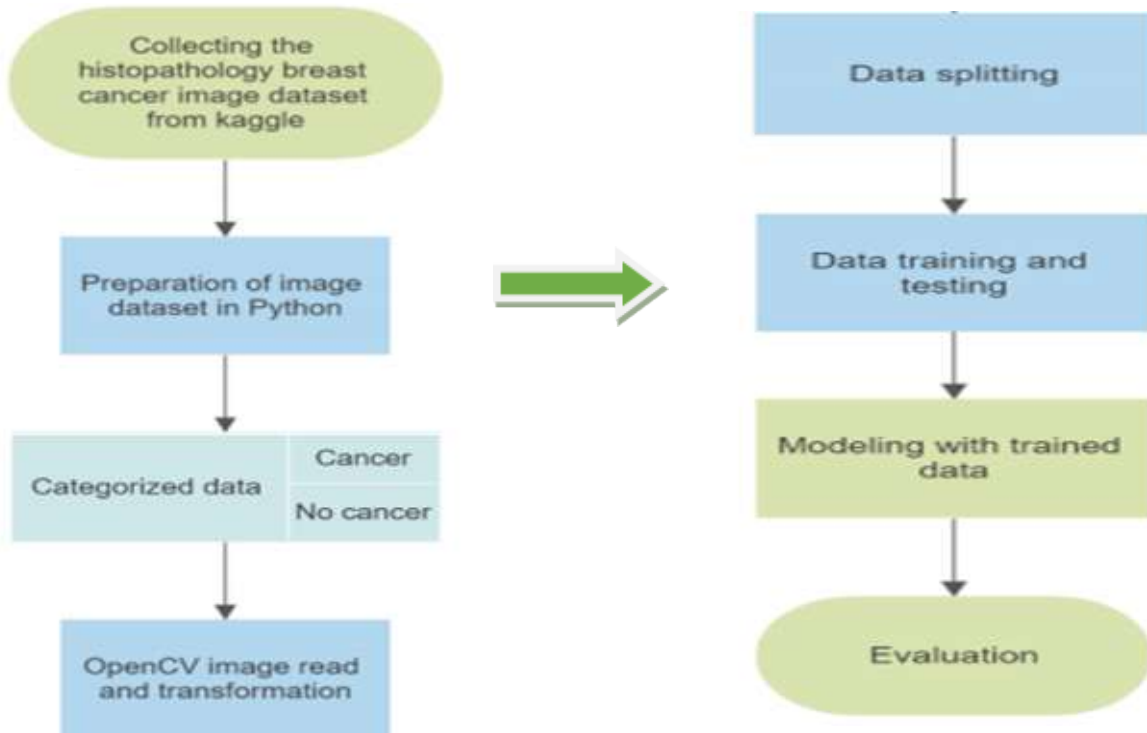 Collecting the
histopathology breast
cancer image dataset
from kaggle
Preparation of image
dataset in Python
Categorized data
Cancer
No cancer
OpenCV image read
and transformation
Data splitting
Data training and
testing
Modeling with trained
data
Evaluation